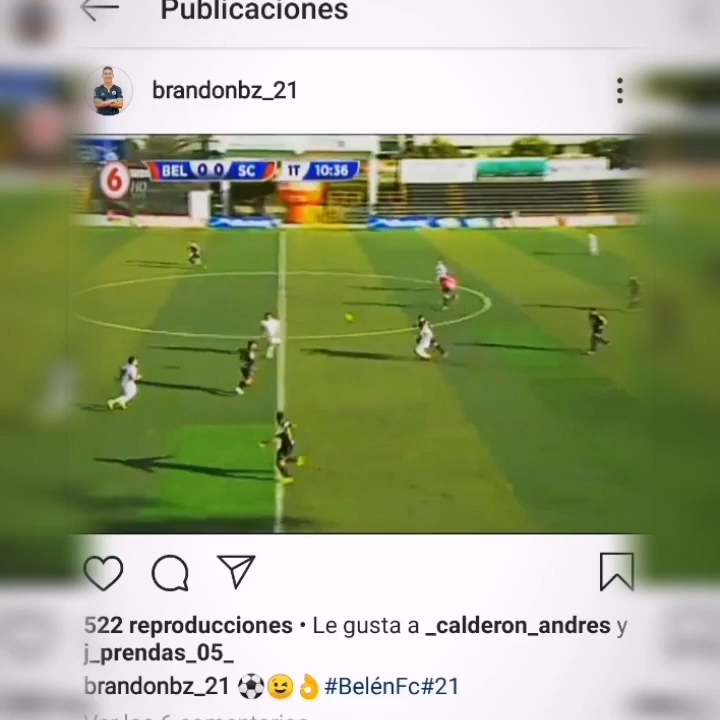 Publicaciones
brandonbz_21
6
BEL 0 0 SC 1T 10:36
522 reproducciones • Le gusta a _calderon_andres y
j_prendas_05_
brandonbz_21 ⚽😉👌 #BelénFc#21